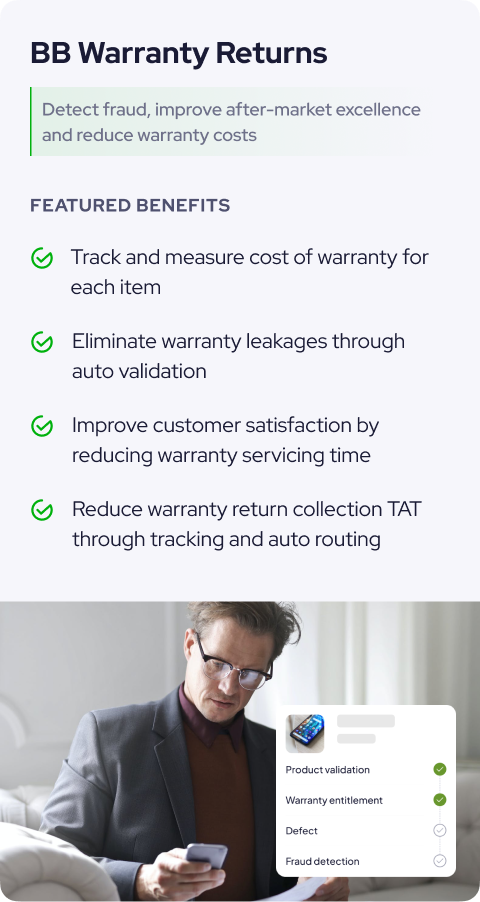 BB Warranty Returns
Detect fraud, improve after-market excellence
and reduce warranty costs
FEATURED BENEFITS
Track and measure cost of warranty for
each item
Eliminate warranty leakages through
auto validation
Improve customer satisfaction by
reducing warranty servicing time
Reduce warranty return collection TAT
through tracking and auto routing
Product validation
Warranty entitlement
Defect
Fraud detection